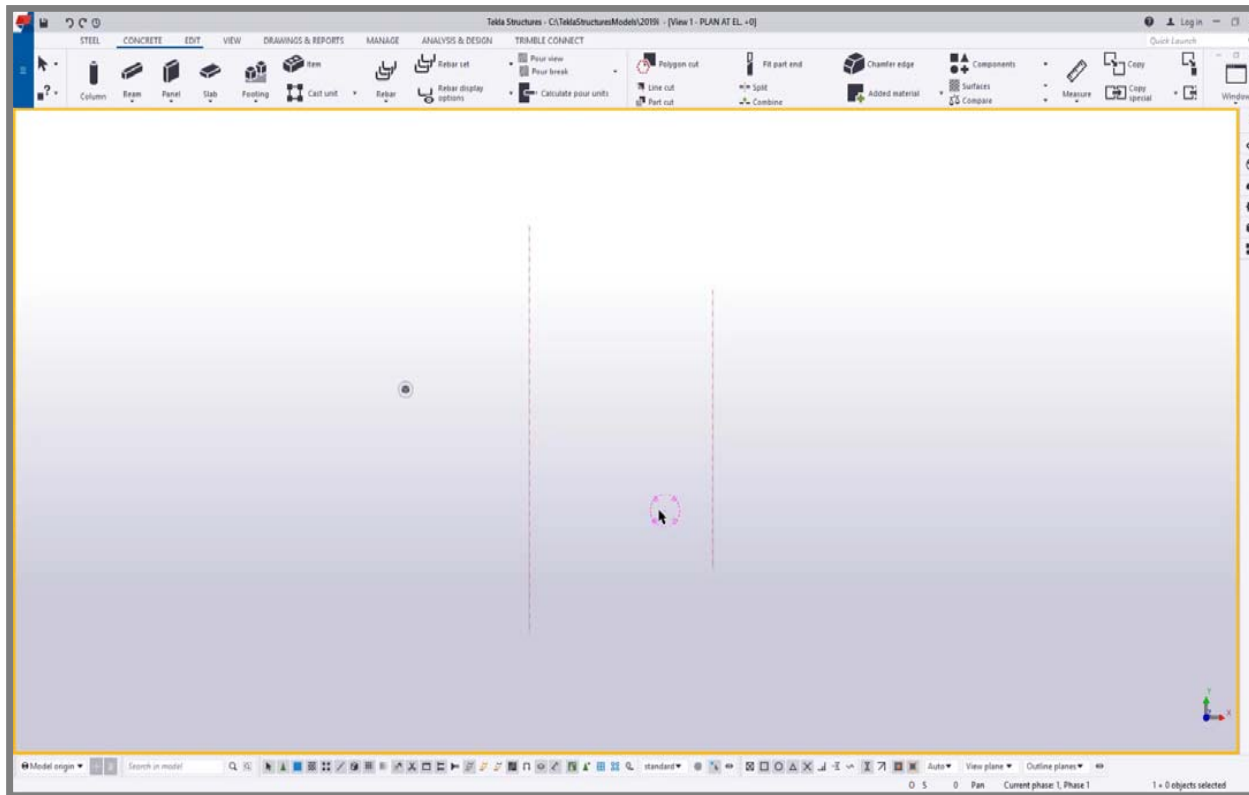 Tekla Structures - C:\TeklaStructuresModels\2019i - [View 1 - PLAN AT EL. +0]
Login
STEEL CONCRETE EDIT VIEW DRAWINGS & REPORTS MANAGE ANALYSIS & DESIGN TRIMBLE CONNECT
Quick Launch
Column
Beam
Panel
Slab
Footing
Item
Cast unit
Rebar
Rebar set
Rebar display
options
Pour view
Pour break
Calculate pour units
Polygon cut
Line cut
Part cut
Fit part end
Split
Combine
Chamfer edge
Added material
Components
Surfaces
Compare
Measure
Copy
Copy
special
Window
Y
X
Model origin
Search in model
standard
Auto
View plane
Outline planes
O S 0 Pan Current phase: 1, Phase 1 1 + 0 objects selected